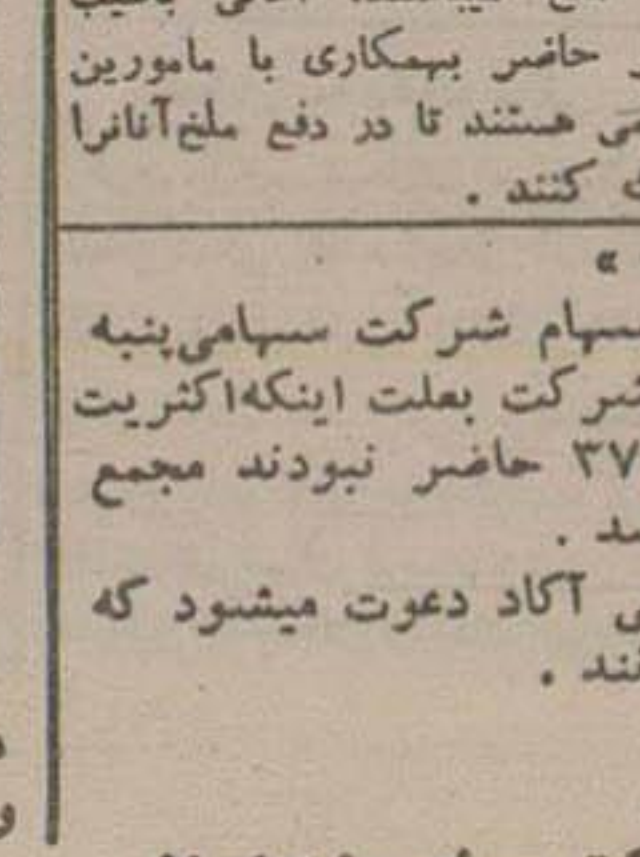 حاضر بهمکاری با مامورین
هستند تا در دفع ملخ آنانرا
کنند .
»
سهام شرکت سهامی پنبه
شرکت بعلت اینکه اکثریت
۳۷ حاضر نبودند مجمع
آکاد دعوت میشود که
و